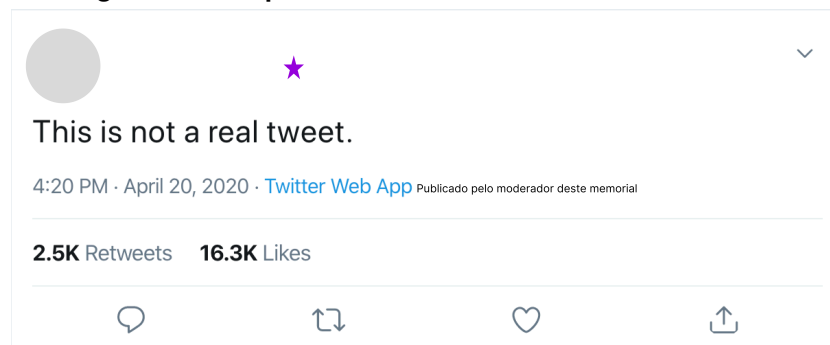 This is not a real tweet.
4:20 PM · April 20, 2020 · Twitter Web App Publicado pelo moderador deste memorial
2.5K Retweets 16.3K Likes